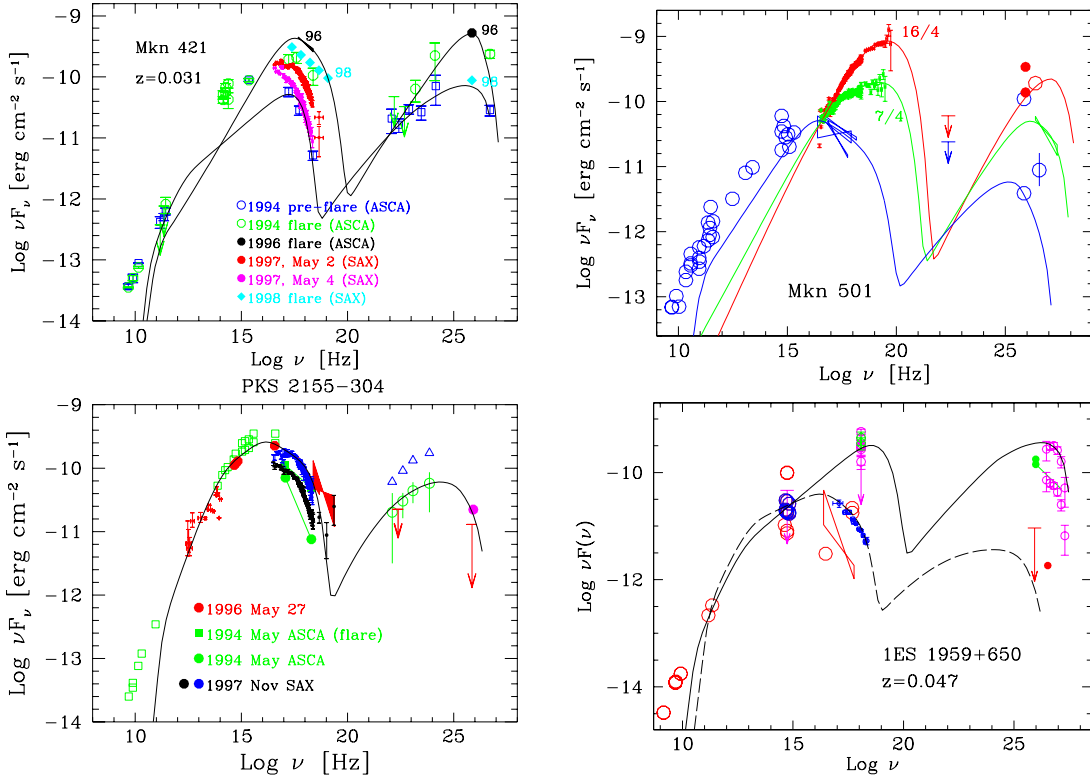 Mkn 421
z=0.031
96
98
96
98
1994 pre-flare (ASCA)
1994 flare (ASCA)
1996 flare (ASCA)
1997, May 2 (SAX)
1997, May 4 (SAX)
1998 flare (SAX)
Log νFν [erg cm−2 s−1]
-9
-10
-11
-12
-13
-14
10
15
20
25
Log ν [Hz]
16/4
7/4
Mkn 501
Log νFν [erg cm−2 s−1]
-9
-10
-11
-12
-13
10
15
20
25
Log ν [Hz]
PKS 2155-304
1996 May 27
1994 May ASCA (flare)
1994 May ASCA
1997 Nov SAX
Log νFν [erg cm−2 s−1]
-9
-10
-11
-12
-13
-14
10
15
20
25
Log ν [Hz]
1ES 1959+650
z=0.047
Log νF(ν)
-10
-12
-14
10
15
20
25
Log ν